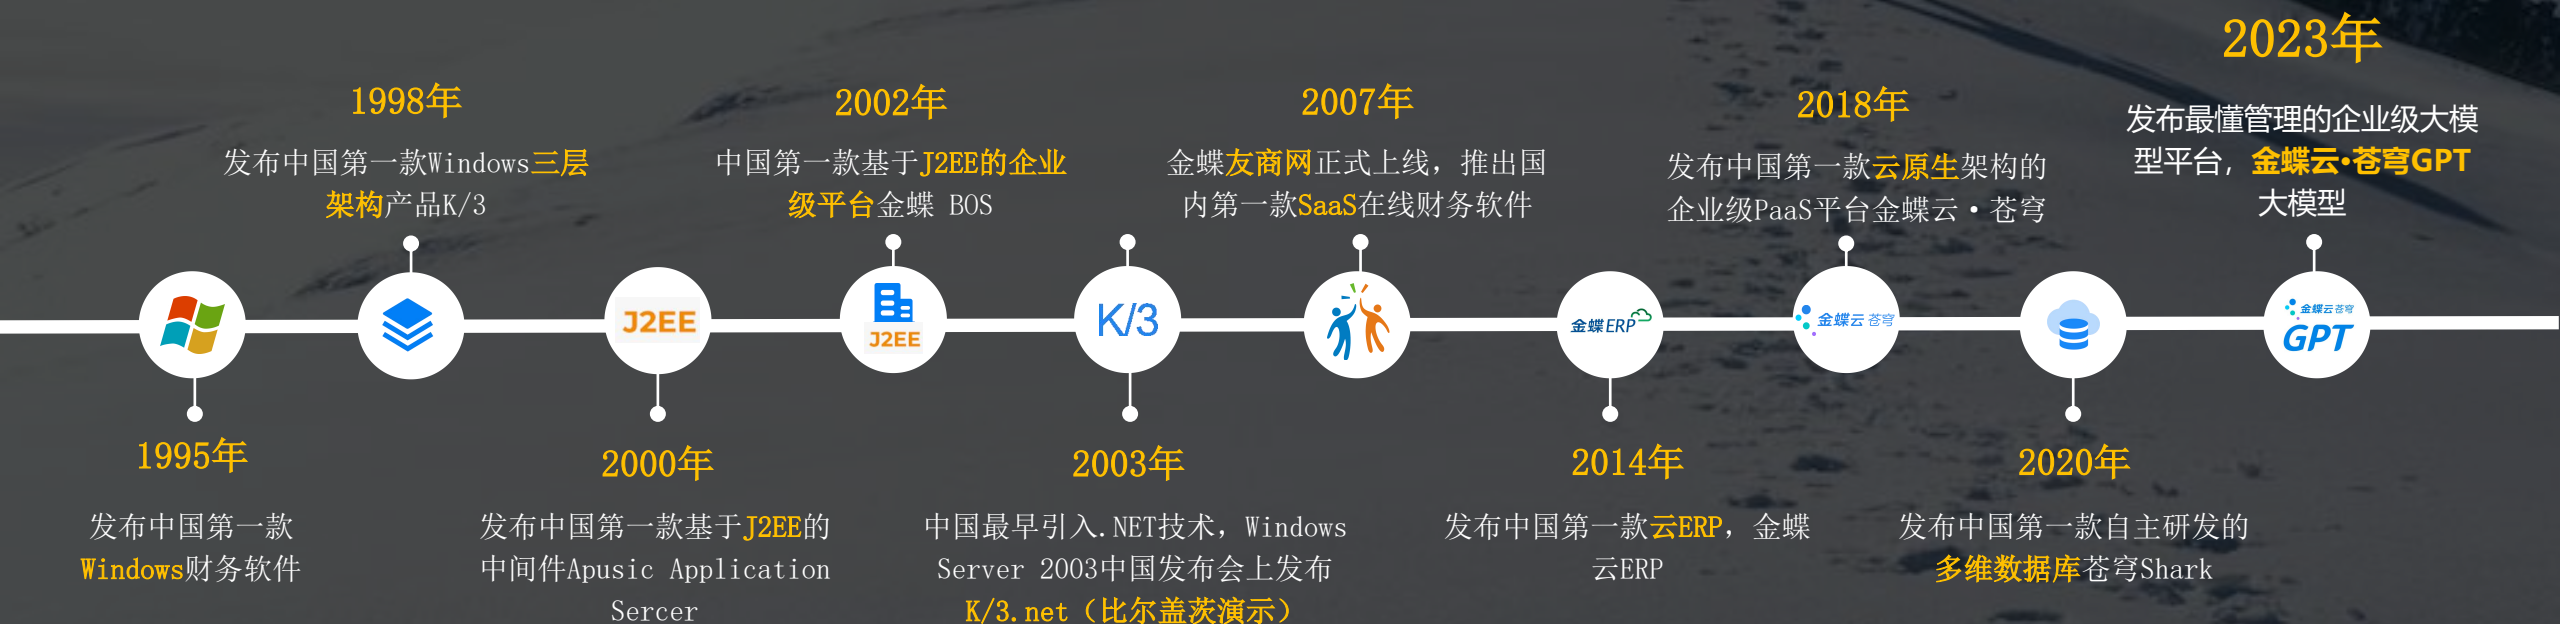 1995年
发布中国第一款
Windows财务软件
1998年
发布中国第一款Windows三层
架构产品K/3
J2EE
2000年
发布中国第一款基于J2EE的
中间件Apusic Application
Sercer
2002年
中国第一款基于J2EE的企业
级平台金蝶 BOS
J2EE
K/3
2003年
中国最早引入.NET技术，Windows
Server 2003中国发布会上发布
K/3.net（比尔盖茨演示）
2007年
金蝶友商网正式上线，推出国
内第一款SaaS在线财务软件
金蝶ERP
2014年
发布中国第一款云ERP，金蝶
云ERP
2018年
发布中国第一款云原生架构的
企业级PaaS平台金蝶云·苍穹
金蝶云苍穹
2020年
发布中国第一款自主研发的
多维数据库苍穹Shark
2023年
发布最懂管理的企业级大模
型平台，金蝶云·苍穹GPT
大模型
金蝶云苍穹
GPT